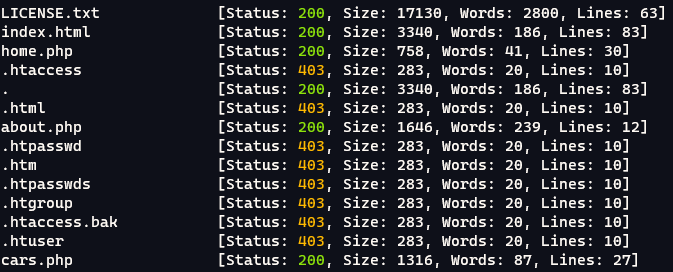 LICENSE.txt [Status: 200, Size: 17130, Words: 2800, Lines: 63]
index.html [Status: 200, Size: 3340, Words: 186, Lines: 83]
home.php [Status: 200, Size: 758, Words: 41, Lines: 30]
.htaccess [Status: 403, Size: 283, Words: 20, Lines: 10]
. [Status: 200, Size: 3340, Words: 186, Lines: 83]
.html [Status: 403, Size: 283, Words: 20, Lines: 10]
about.php [Status: 200, Size: 1646, Words: 239, Lines: 12]
.htpasswd [Status: 403, Size: 283, Words: 20, Lines: 10]
.htm [Status: 403, Size: 283, Words: 20, Lines: 10]
.htpasswds [Status: 403, Size: 283, Words: 20, Lines: 10]
.htgroup [Status: 403, Size: 283, Words: 20, Lines: 10]
.htaccess.bak [Status: 403, Size: 283, Words: 20, Lines: 10]
.htuser [Status: 403, Size: 283, Words: 20, Lines: 10]
cars.php [Status: 200, Size: 1316, Words: 87, Lines: 27]